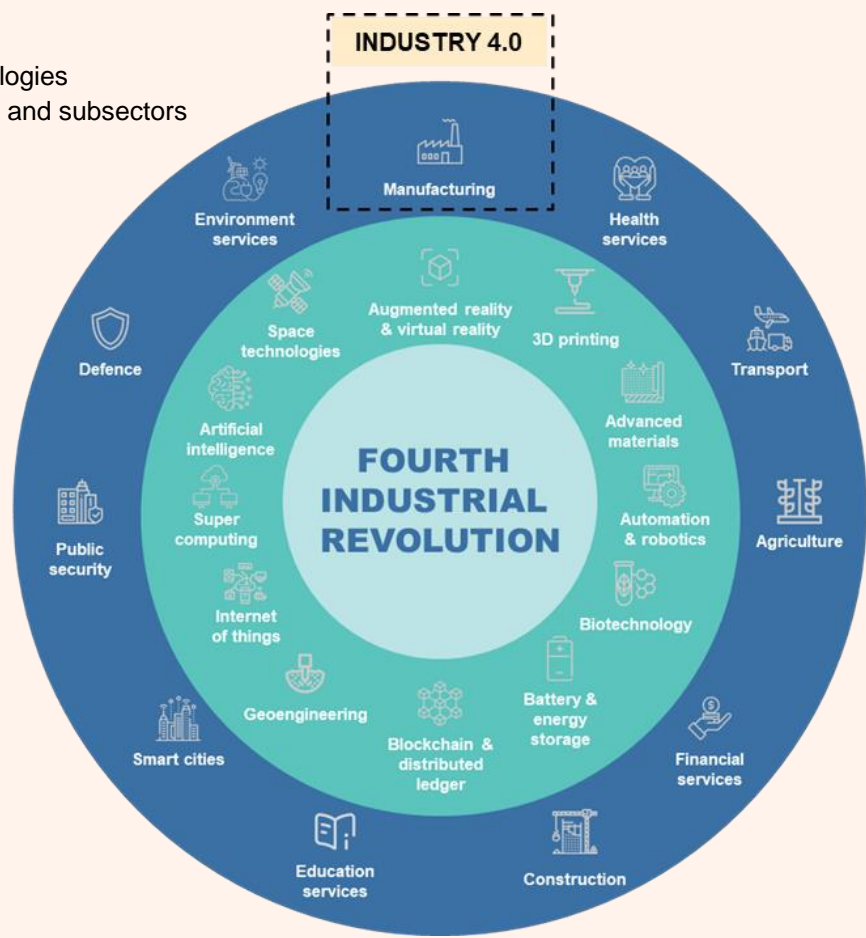 INDUSTRY 4.0
ologies
and subsectors
Manufacturing
Environment
services
Health
services
Defence
Transport
Public
security
Agriculture
Smart cities
Financial
services
Education
services
Construction
Augmented reality
& virtual reality
Space
technologies
3D printing
Artificial
intelligence
Advanced
materials
Super
computing
Automation
& robotics
Internet
of things
Biotechnology
Geoengineering
Battery &
energy
storage
Blockchain &
distributed
ledger
FOURTH
INDUSTRIAL
REVOLUTION